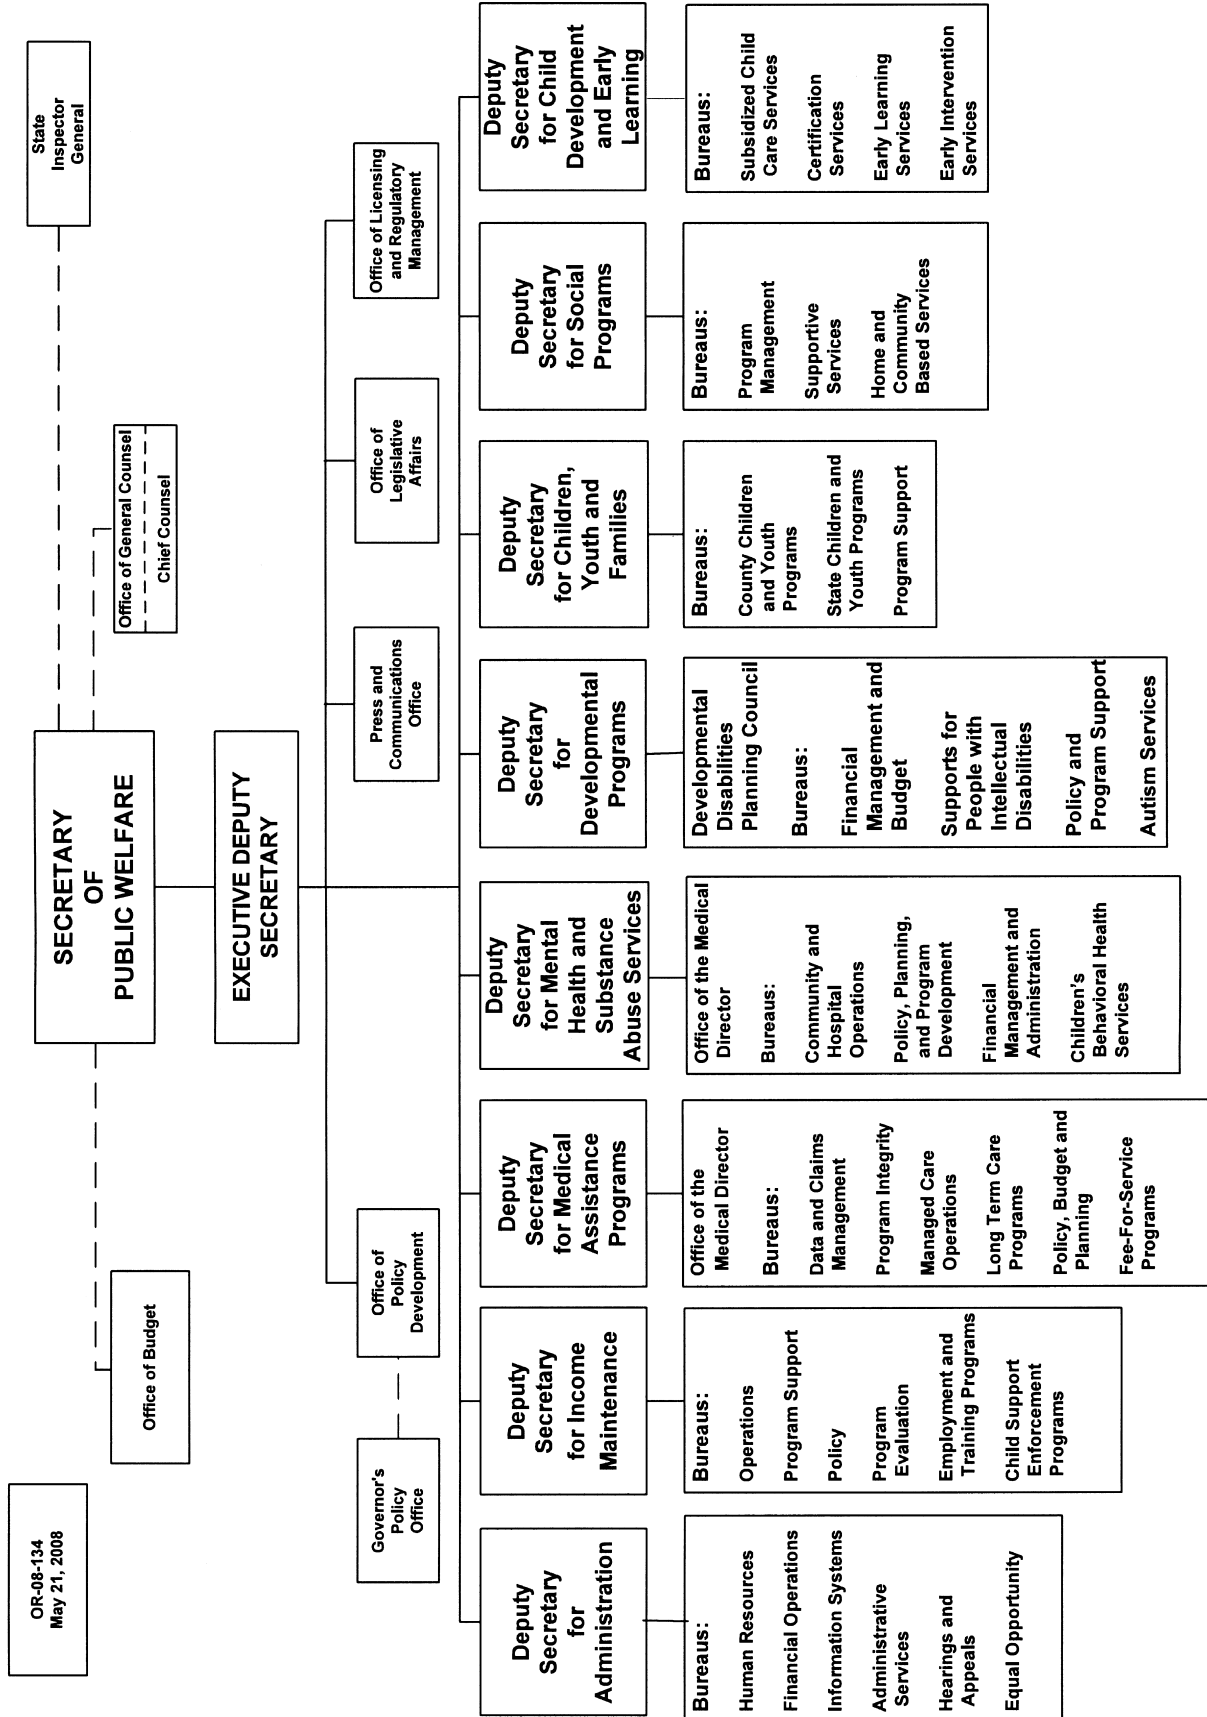 OR-08-134
May 21, 2008
SECRETARY
OF
PUBLIC WELFARE
State
Inspector
General
Office of Budget
Office of General Counsel
Chief Counsel
EXECUTIVE DEPUTY
SECRETARY
Governor's
Policy
Office
Office of
Policy
Development
Press and
Communications
Office
Office of
Legislative
Affairs
Office of Licensing
and Regulatory
Management
Deputy
Secretary
for
Administration
Bureaus:
Human Resources
Financial Operations
Information Systems
Administrative
Services
Hearings and
Appeals
Equal Opportunity
Deputy
Secretary
for Income
Maintenance
Bureaus:
Operations
Program Support
Policy
Program
Evaluation
Employment and
Training Programs
Child Support
Enforcement
Programs
Deputy
Secretary
for Medical
Assistance
Programs
Office of the
Medical Director
Bureaus:
Data and Claims
Management
Program Integrity
Managed Care
Operations
Long Term Care
Programs
Policy, Budget and
Planning
Fee-For-Service
Programs
Deputy
Secretary
for Mental
Health and
Substance
Abuse Services
Office of the Medical
Director
Bureaus:
Community and
Hospital
Operations
Policy, Planning,
and Program
Development
Financial
Management and
Administration
Children's
Behavioral Health
Services
Deputy
Secretary
for
Developmental
Programs
Developmental
Disabilities
Planning Council
Bureaus:
Financial
Management and
Budget
Supports for
People with
Intellectual
Disabilities
Policy and
Program Support
Autism Services
Deputy
Secretary
for Children,
Youth and
Families
Bureaus:
County Children
and Youth
Programs
State Children and
Youth Programs
Program Support
Deputy
Secretary
for Social
Programs
Bureaus:
Program
Management
Supportive
Services
Home and
Community
Based Services
Deputy
Secretary
for Child
Development
and Early
Learning
Bureaus:
Subsidized Child
Care Services
Certification
Services
Early Learning
Services
Early Intervention
Services